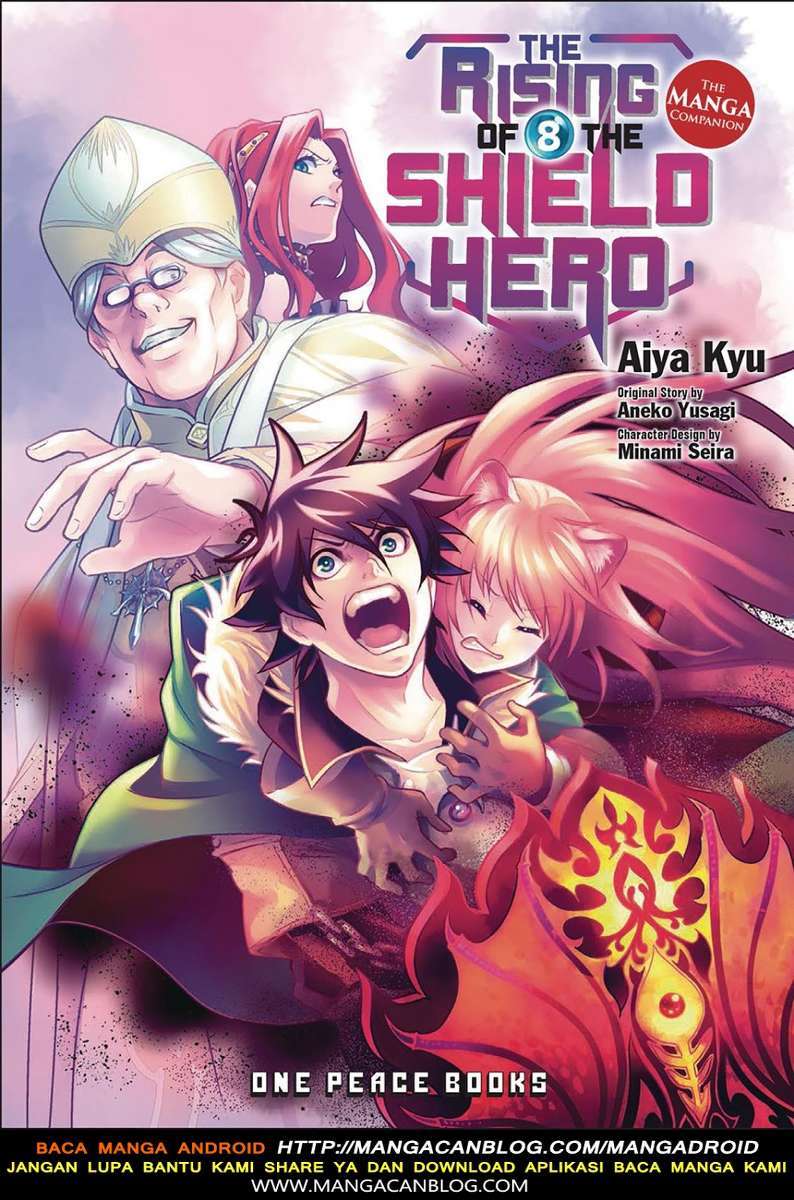 THE
RISING
OF 8 THE
SHIELD
HERO
THE
MANGA
COMPANION
Aiya Kyu
Original Story by
Aneko Yusagi
Character Design by
Minami Seira
ONE PEACE BOOKS
BACA MANGA ANDROID HTTP://MANGACANBLOG.COM/MANGADROID
JANGAN LUPA BANTU KAMI SHARE YA DAN DOWNLOAD APLIKASI BACA MANGA KAMI
WWW.MANGACANBLOG.COM